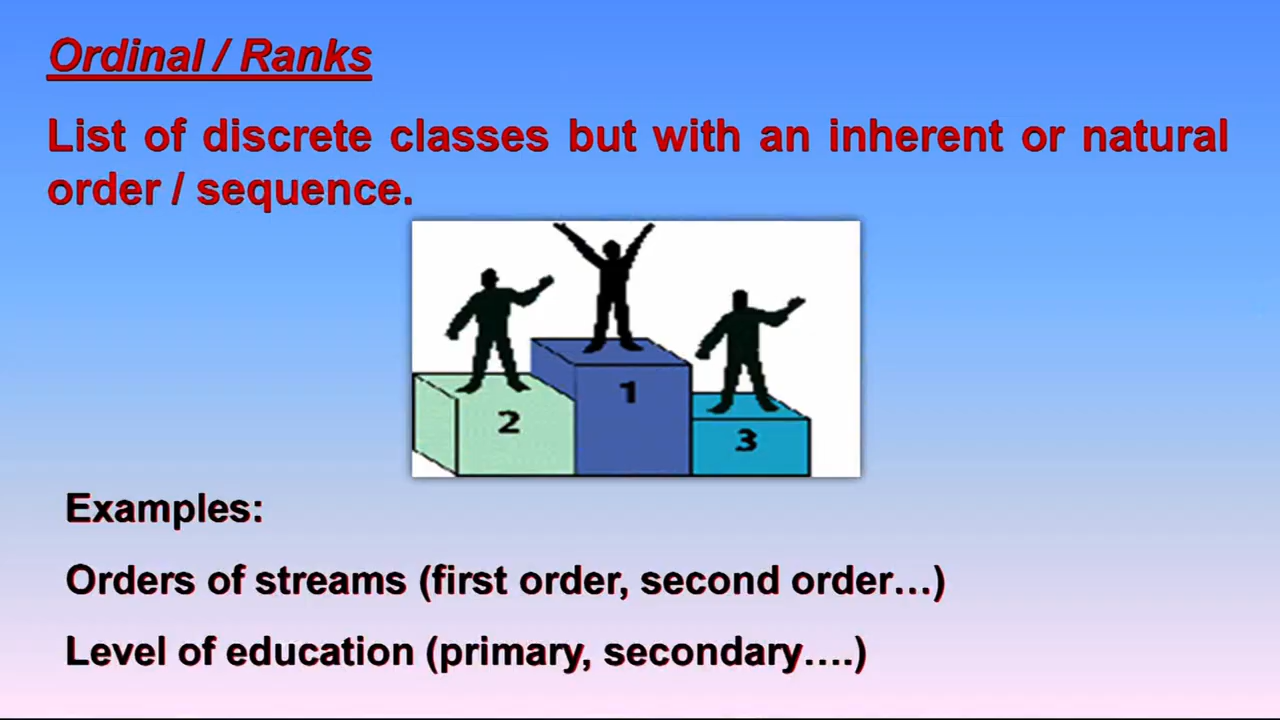 Ordinal / Ranks
List of discrete classes but with an inherent or natural
order / sequence.
2
1
3
Examples:
Orders of streams (first order, second order…)
Level of education (primary, secondary….)